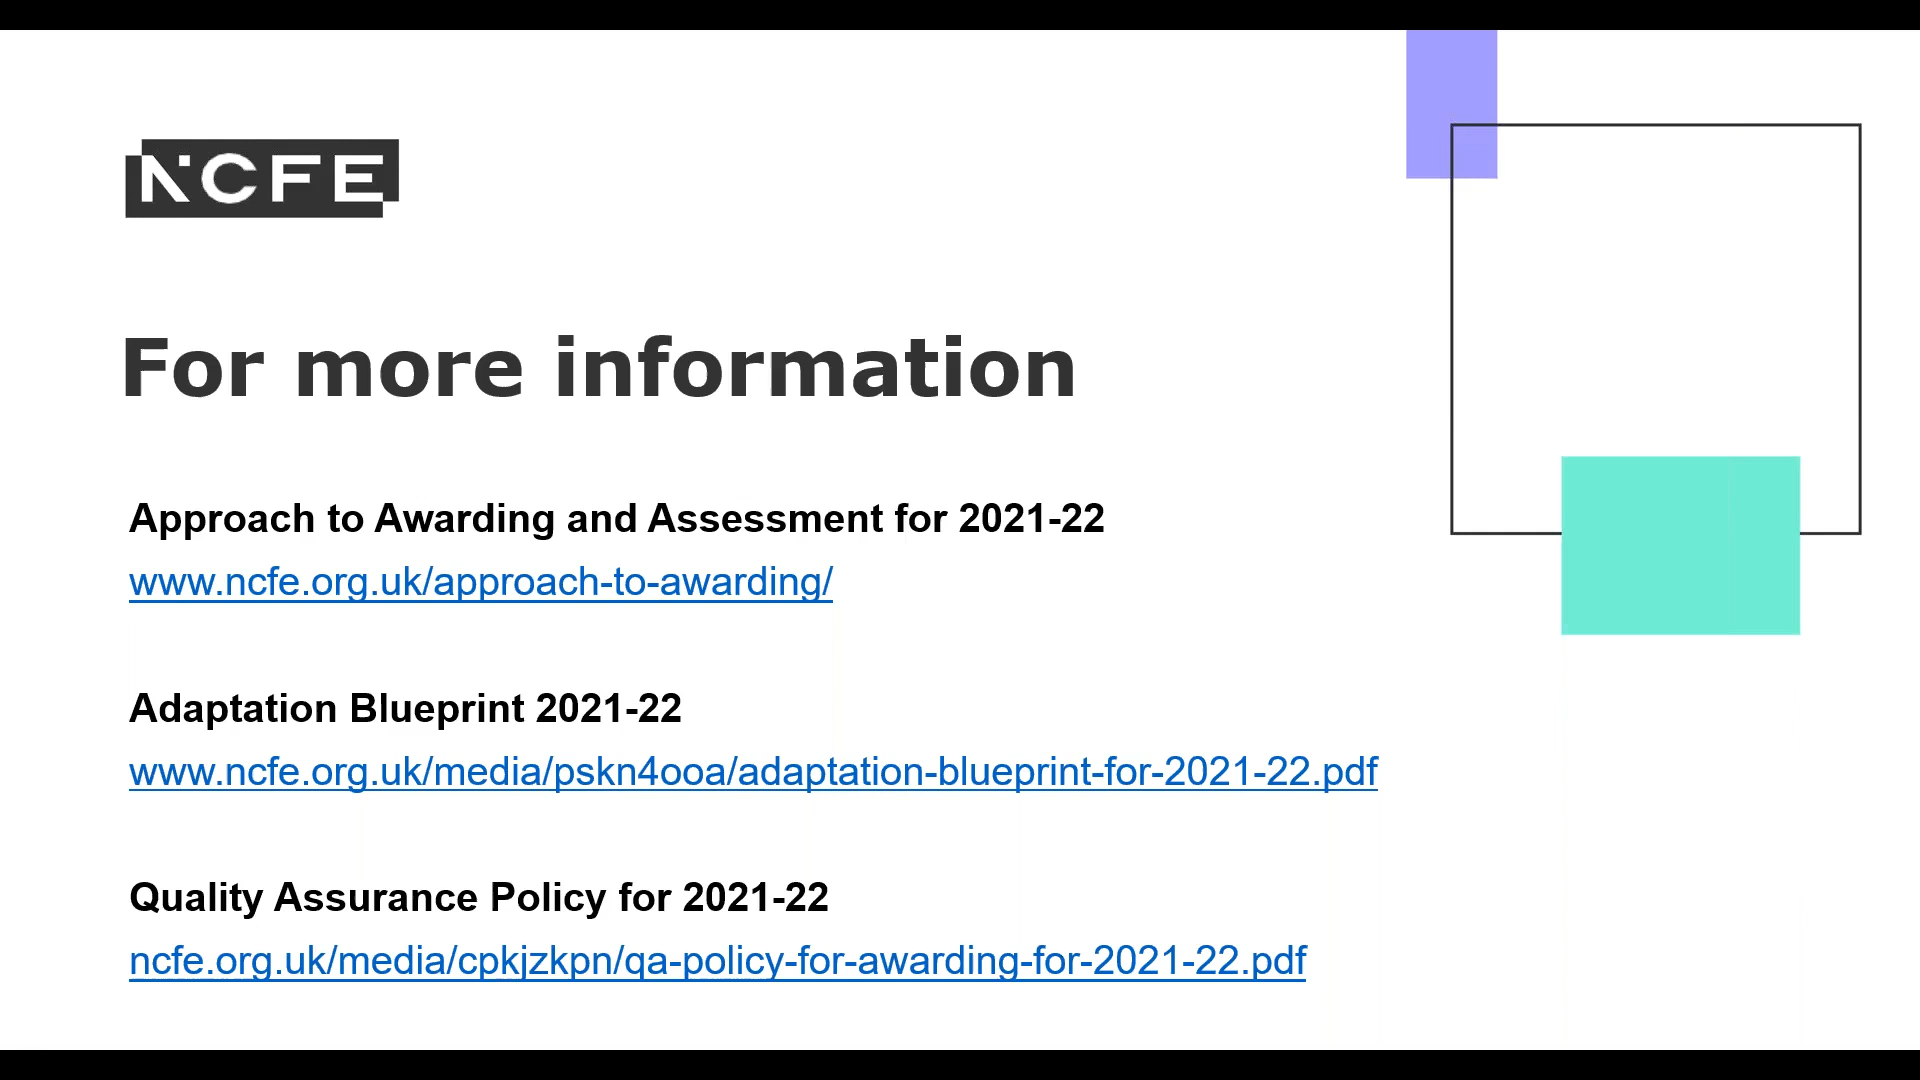 NCFE
For more information
Approach to Awarding and Assessment for 2021-22
www.ncfe.org.uk/approach-to-awarding/
Adaptation Blueprint 2021-22
www.ncfe.org.uk/media/pskn4ooa/adaptation-blueprint-for-2021-22.pdf
Quality Assurance Policy for 2021-22
ncfe.org.uk/media/cpkjzkpn/qa-policy-for-awarding-for-2021-22.pdf